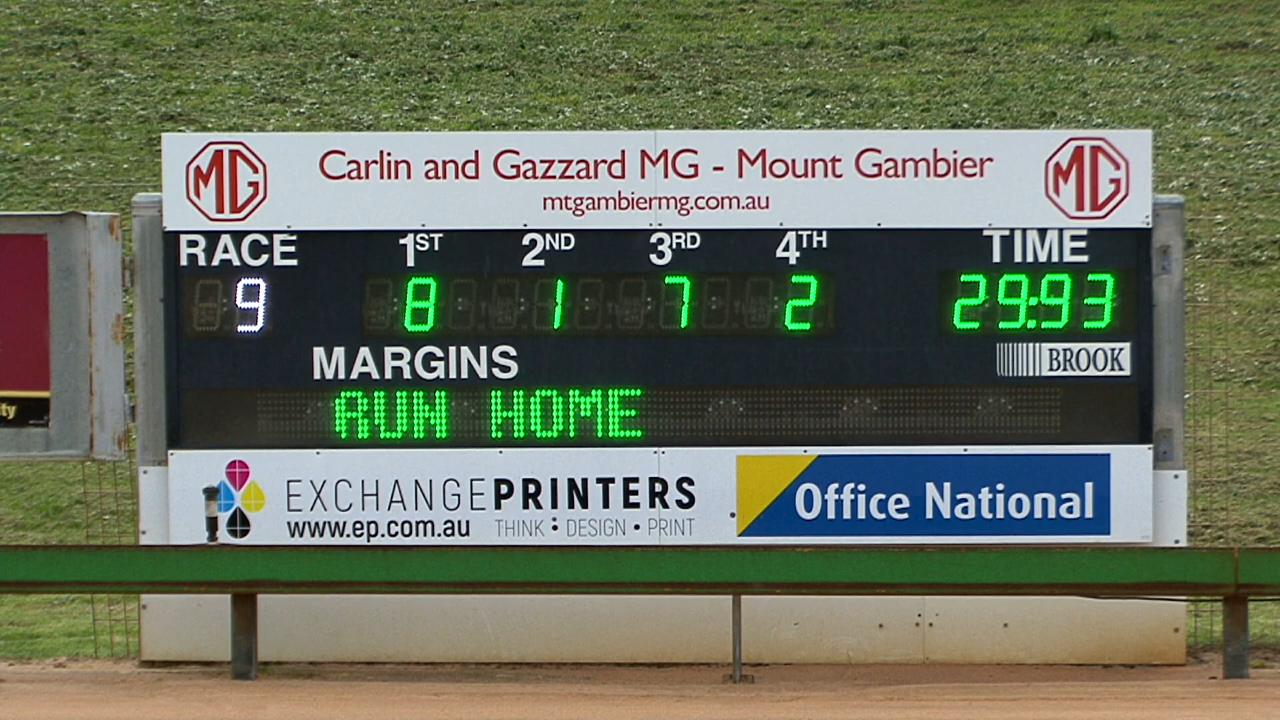 MG Carlin and Gazzard MG - Mount Gambier MG
mtgambiermg.com.au
RACE 1ST 2ND 3RD 4TH TIME
9 8 1 7 2 29:93
MARGINS BROOK
RUN HOME
EXCHANGEPRINTERS Office National
www.ep.com.au THINK : DESIGN • PRINT